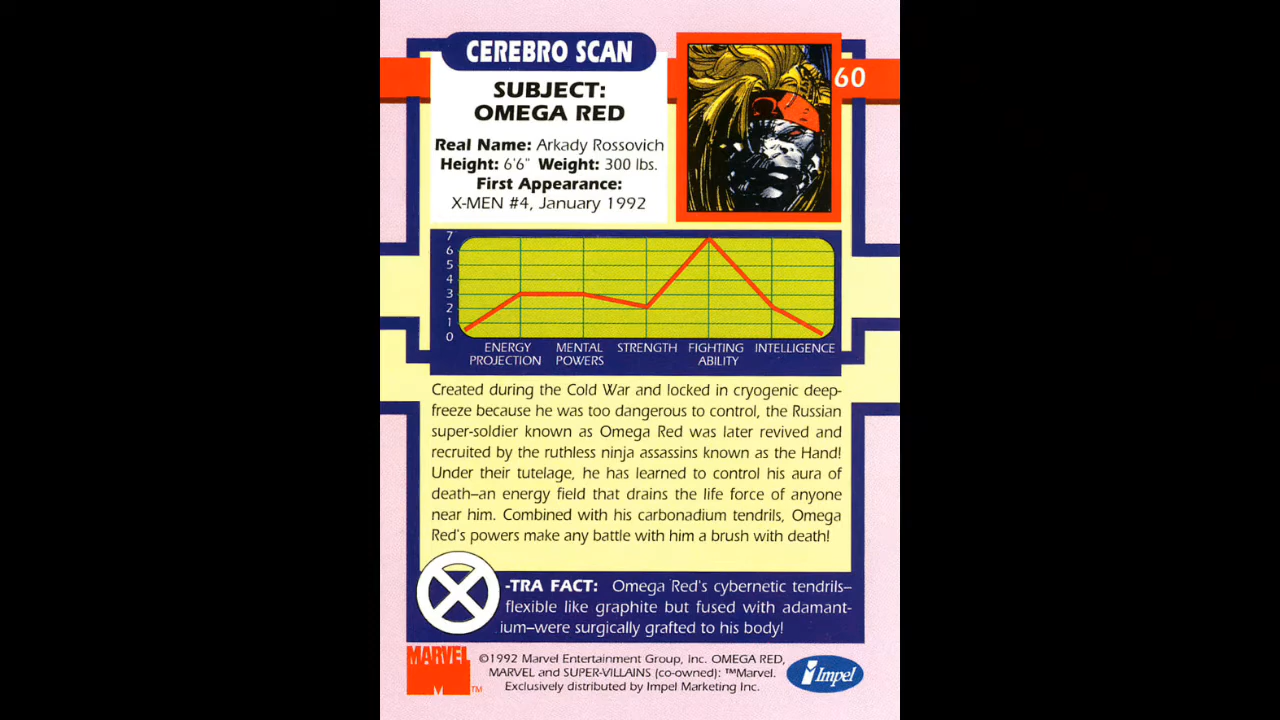 CEREBRO SCAN
60
SUBJECT:
OMEGA RED
Real Name: Arkady Rossovich
Height: 6'6" Weight: 300 lbs.
First Appearance:
X-MEN #4, January 1992
7
6
5
4
3
2
1
0
ENERGY PROJECTION
MENTAL POWERS
STRENGTH
FIGHTING ABILITY
INTELLIGENCE
Created during the Cold War and locked in cryogenic deep-
freeze because he was too dangerous to control, the Russian
super-soldier known as Omega Red was later revived and
recruited by the ruthless ninja assassins known as the Hand!
Under their tutelage, he has learned to control his aura of
death–an energy field that drains the life force of anyone
near him. Combined with his carbonadium tendrils, Omega
Red's powers make any battle with him a brush with death!
X-TRA FACT: Omega Red's cybernetic tendrils–
flexible like graphite but fused with adamant-
ium–were surgically grafted to his body!
MARVEL
M TM
©1992 Marvel Entertainment Group, Inc. OMEGA RED,
MARVEL and SUPER-VILLAINS (co-owned): ™Marvel.
Exclusively distributed by Impel Marketing Inc.
Impel